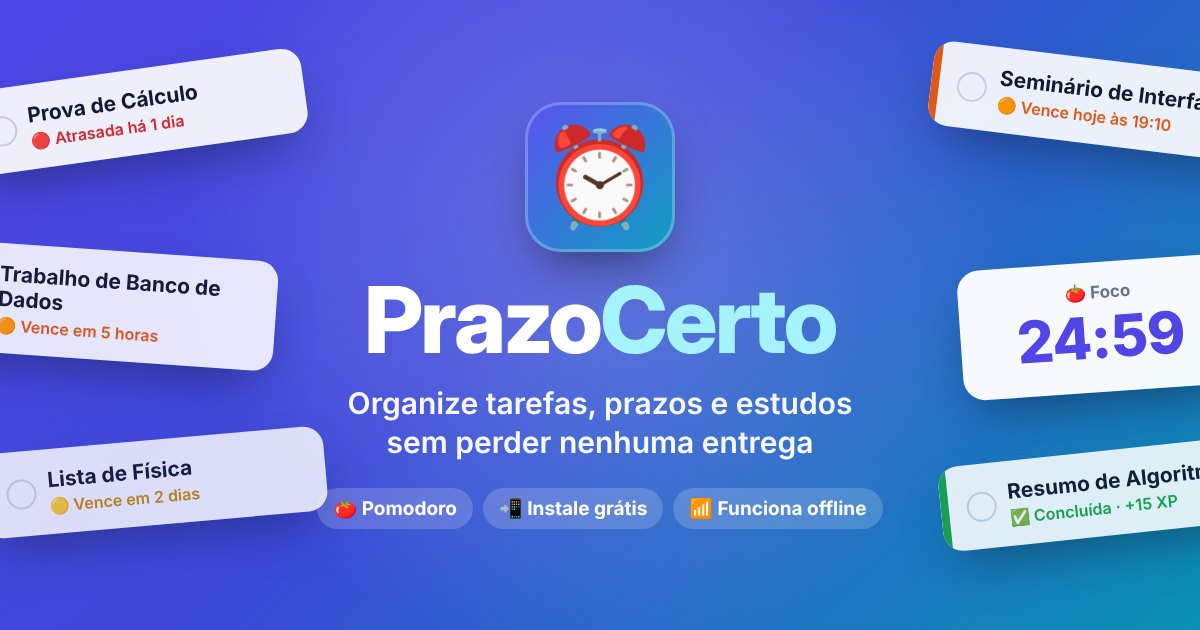 Prova de Cálculo
Atrasada há 1 dia
Trabalho de Banco de
Dados
Vence em 5 horas
Lista de Física
Vence em 2 dias
PrazoCerto
Organize tarefas, prazos e estudos
sem perder nenhuma entrega
Pomodoro
Instale grátis
Funciona offline
Seminário de Interfa
Vence hoje às 19:10
Foco
24:59
Resumo de Algorit
Concluída · +15 XP